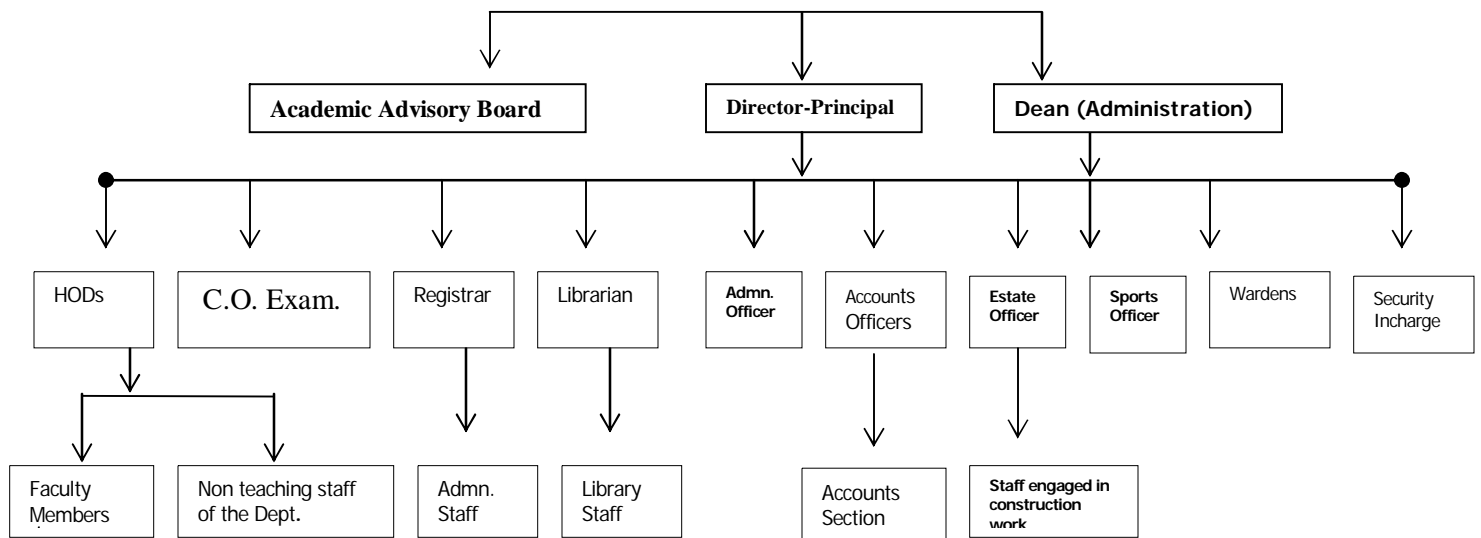 Academic Advisory Board
Director-Principal
Dean (Administration)
HODs
C.O. Exam.
Registrar
Librarian
Admn.
Officer
Accounts
Officers
Estate
Officer
Sports
Officer
Wardens
Security
Incharge
Faculty
Members
Non teaching staff
of the Dept.
Admn.
Staff
Library
Staff
Accounts
Section
Staff engaged in
construction
work